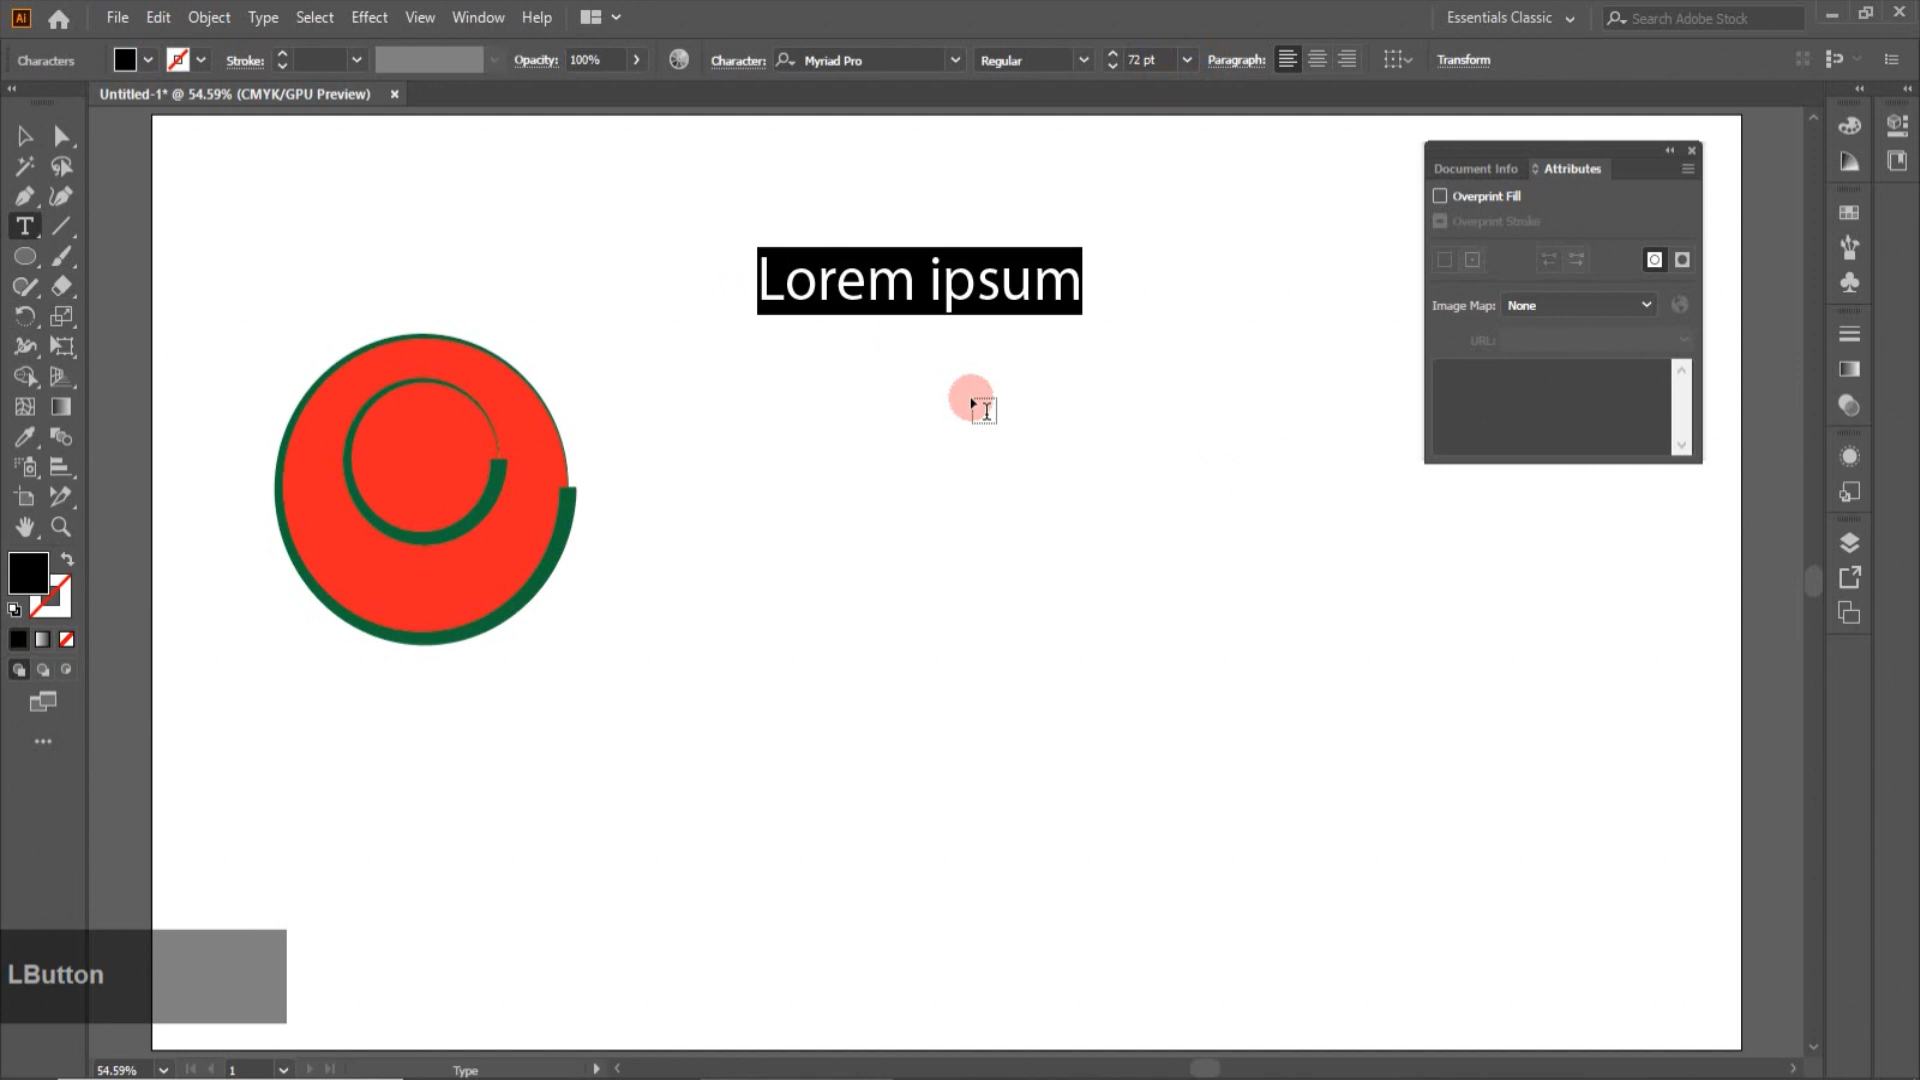 Ai File Edit Object Type Select Effect View Window Help Essentials Classic Search Adobe Stock
Characters Stroke: Opacity: 100% Character: Myriad Pro Regular 72 pt Paragraph: Transform
Untitled-1* @ 54.59% (CMYK/GPU Preview)
Document Info Attributes
Overprint Fill
Overprint Stroke
Lorem ipsum
Image Map: None
URL:
LButton
54.59% 1 Type